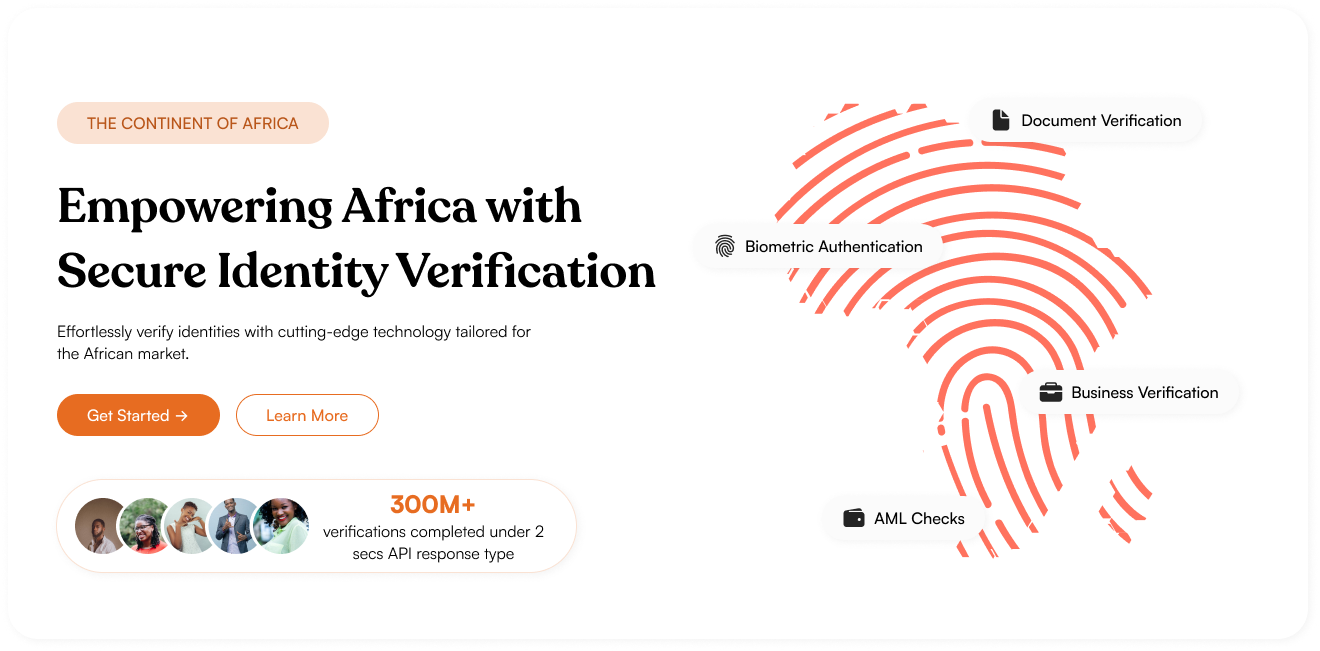 THE CONTINENT OF AFRICA
Empowering Africa with
Secure Identity Verification
Effortlessly verify identities with cutting-edge technology tailored for
the African market.
Get Started →
Learn More
300M+
verifications completed under 2
secs API response type
Document Verification
Biometric Authentication
Business Verification
AML Checks